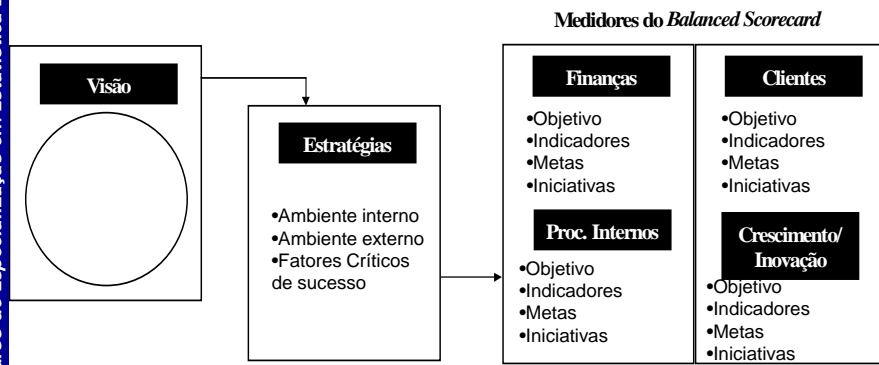 Medidores do Balanced Scorecard
Visão
Estratégias
•Ambiente interno
•Ambiente externo
•Fatores Críticos
de sucesso
Finanças
•Objetivo
•Indicadores
•Metas
•Iniciativas
Clientes
•Objetivo
•Indicadores
•Metas
•Iniciativas
Proc. Internos
•Objetivo
•Indicadores
•Metas
•Iniciativas
Crescimento/
Inovação
•Objetivo
•Indicadores
•Metas
•Iniciativas